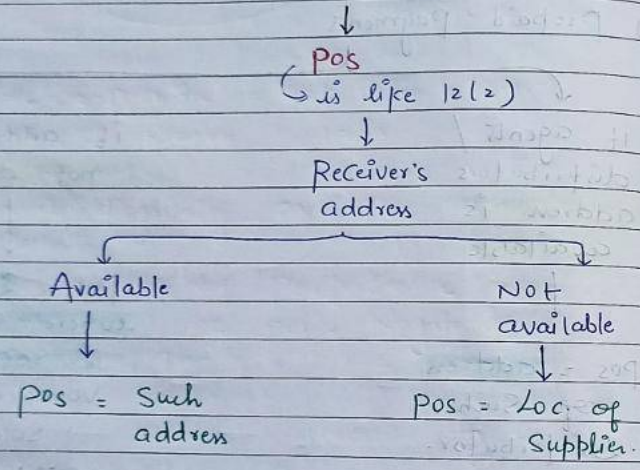 POS
is like 12(2)
Receiver's
address
Available
Not
available
POS = Such
address
POS = Loc. of
Supplier.